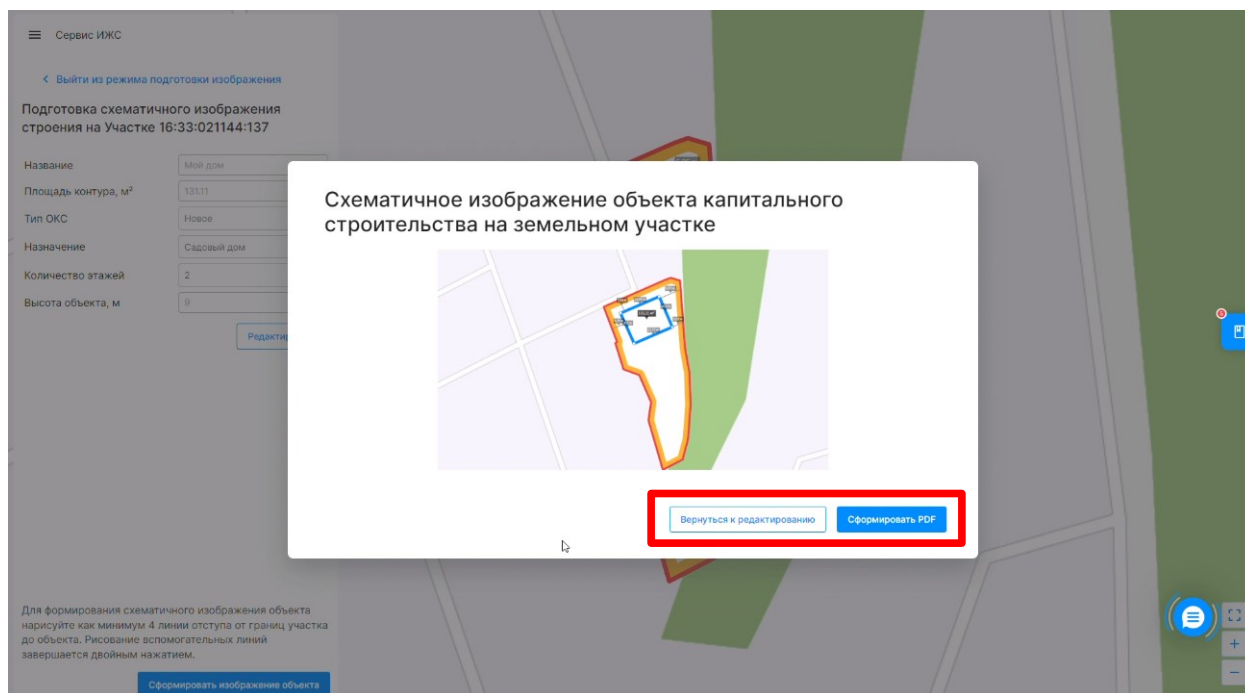 Сервис ИЖС
Выйти из режима подготовки изображения
Подготовка схематичного изображения
строения на Участке 16:33:021144:137
Название
Мой дом
Площадь контура, м²
131.11
Тип ОКС
Новое
Назначение
Садовый дом
Количество этажей
2
Высота объекта, м
9
Схематичное изображение объекта капитального
строительства на земельном участке
Вернуться к редактированию
Сформировать PDF
Для формирования схематичного изображения объекта
нарисуйте как минимум 4 линии отступа от границ участка
до объекта. Рисование вспомогательных линий
завершается двойным нажатием.
Сформировать изображение объекта